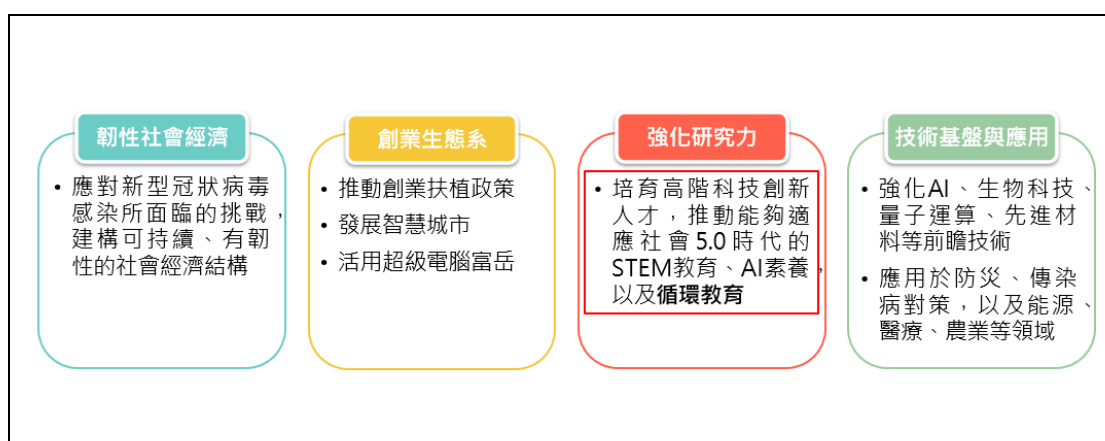 韌性社會經濟
• 應對新型冠狀病毒
感染所面臨的挑戰，
建構可持續、有韌
性的社會經濟結構
創業生態系
• 推動創業扶植政策
• 發展智慧城市
• 活用超級電腦富岳
強化研究力
• 培育高階科技創新
人才，推動能夠適
應社會5.0時代的
STEM教育、AI素養，
以及循環教育
技術基盤與應用
• 強化AI、生物科技、
量子運算、先進材
料等前瞻技術
• 應用於防災、傳染
病對策，以及能源、
醫療、農業等領域